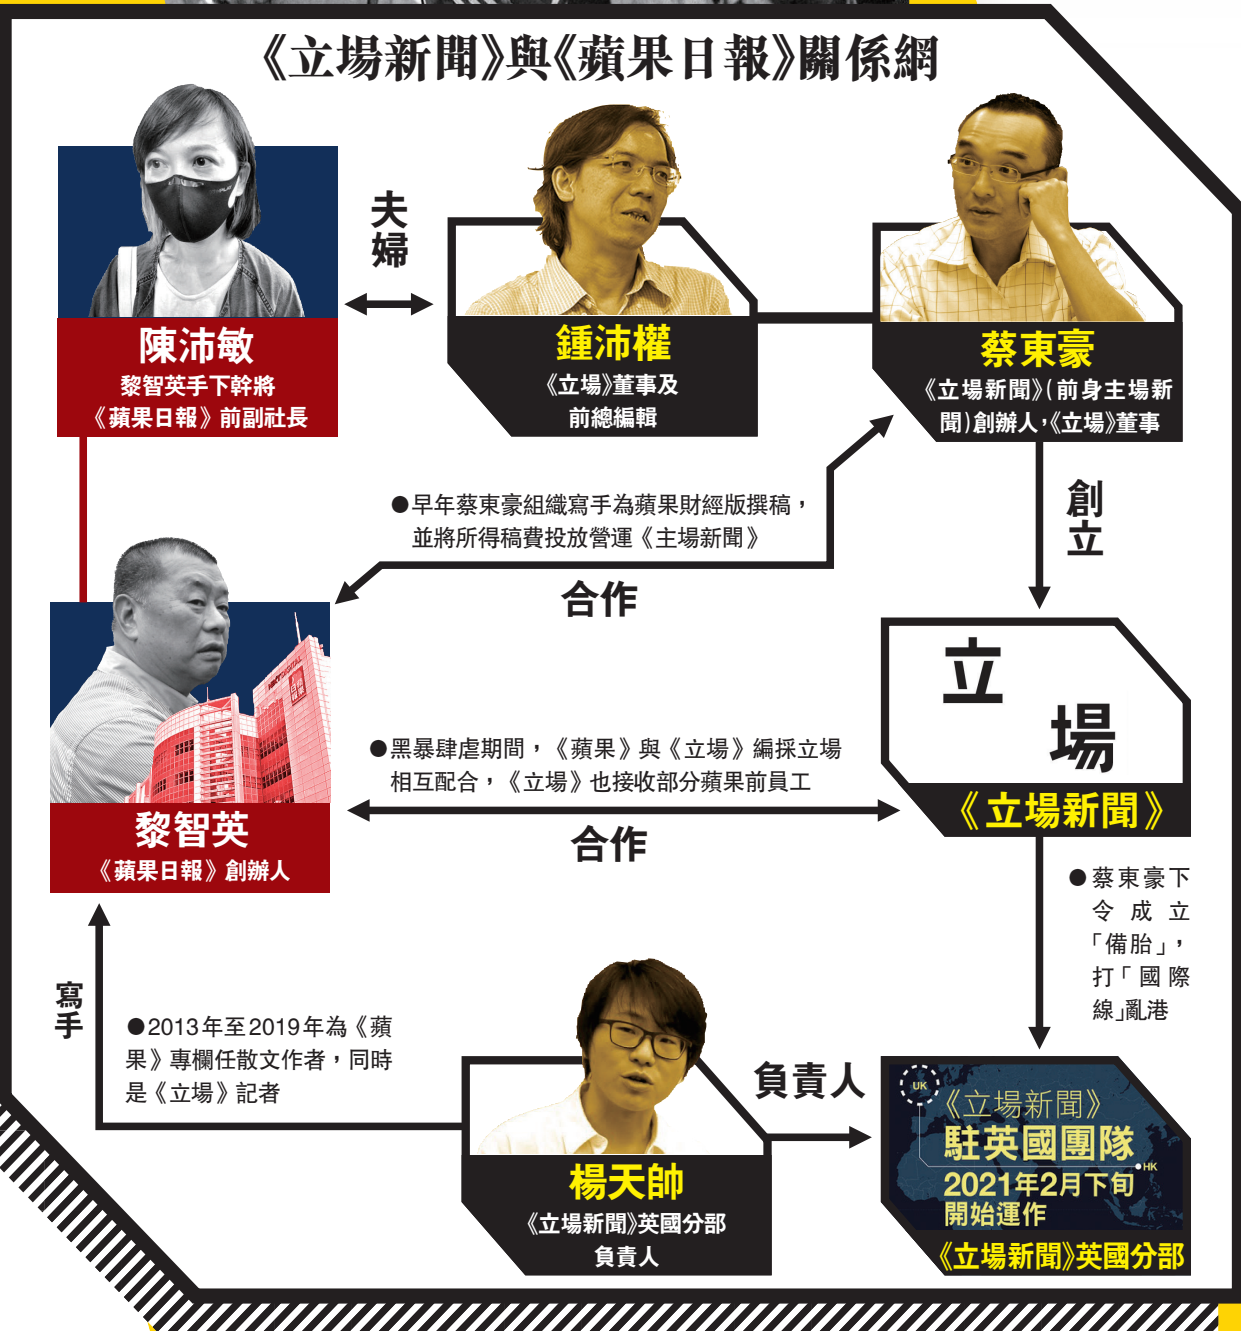 《立場新聞》與《蘋果日報》關係網
陳沛敏
黎智英手下幹將
《蘋果日報》前副社長
夫婦
鍾沛權
《立場》董事及
前總編輯
蔡東豪
《立場新聞》(前身主場新
聞)創辦人，《立場》董事
●早年蔡東豪組織寫手為蘋果財經版撰稿，
並將所得稿費投放營運《主場新聞》
合作
創立
NEXTDIGITAL
蘋果日報
黎智英
《蘋果日報》創辦人
●黑暴肆虐期間，《蘋果》與《立場》編採立場
相互配合，《立場》也接收部分蘋果前員工
合作
立
場
《立場新聞》
●蔡東豪下
令成立
「備胎」，
打「國際
線」亂港
寫手
●2013年至2019年為《蘋
果》專欄任散文作者，同時
是《立場》記者
楊天帥
《立場新聞》英國分部
負責人
負責人
UK
《立場新聞》
駐英國團隊
HK
2021年2月下旬
開始運作
《立場新聞》英國分部